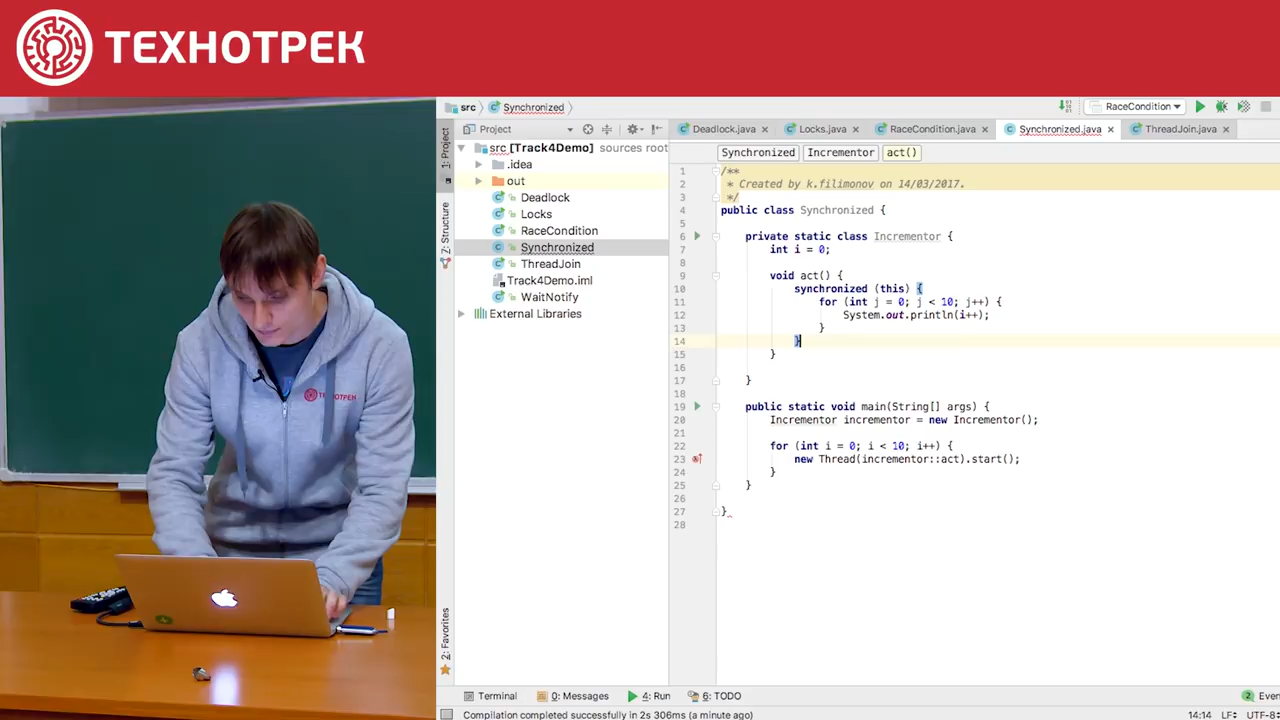 ТЕХНОТРЕК
src Synchronized
RaceCondition
1: Project
Project
Deadlock.java
Locks.java
RaceCondition.java
Synchronized.java
ThreadJoin.java
src [Track4Demo] sources root
.idea
out
Deadlock
Locks
RaceCondition
Synchronized
ThreadJoin
Track4Demo.iml
WaitNotify
External Libraries
7: Structure
2: Favorites
Synchronized Incrementor act()
1 /**
2 * Created by k.filimonov on 14/03/2017.
3 */
4 public class Synchronized {
5
6 private static class Incrementor {
7 int i = 0;
8
9 void act() {
10 synchronized (this) {
11 for (int j = 0; j < 10; j++) {
12 System.out.println(i++);
13 }
14 }
15 }
16
17 }
18
19 public static void main(String[] args) {
20 Incrementor incrementor = new Incrementor();
21
22 for (int i = 0; i < 10; i++) {
23 new Thread(incrementor::act).start();
24 }
25 }
26
27 }
28
ТЕХНОТРЕК
Terminal 0: Messages 4: Run 6: TODO
2 Even
Compilation completed successfully in 2s 306ms (a minute ago)
14:14 LF÷ UTF-8